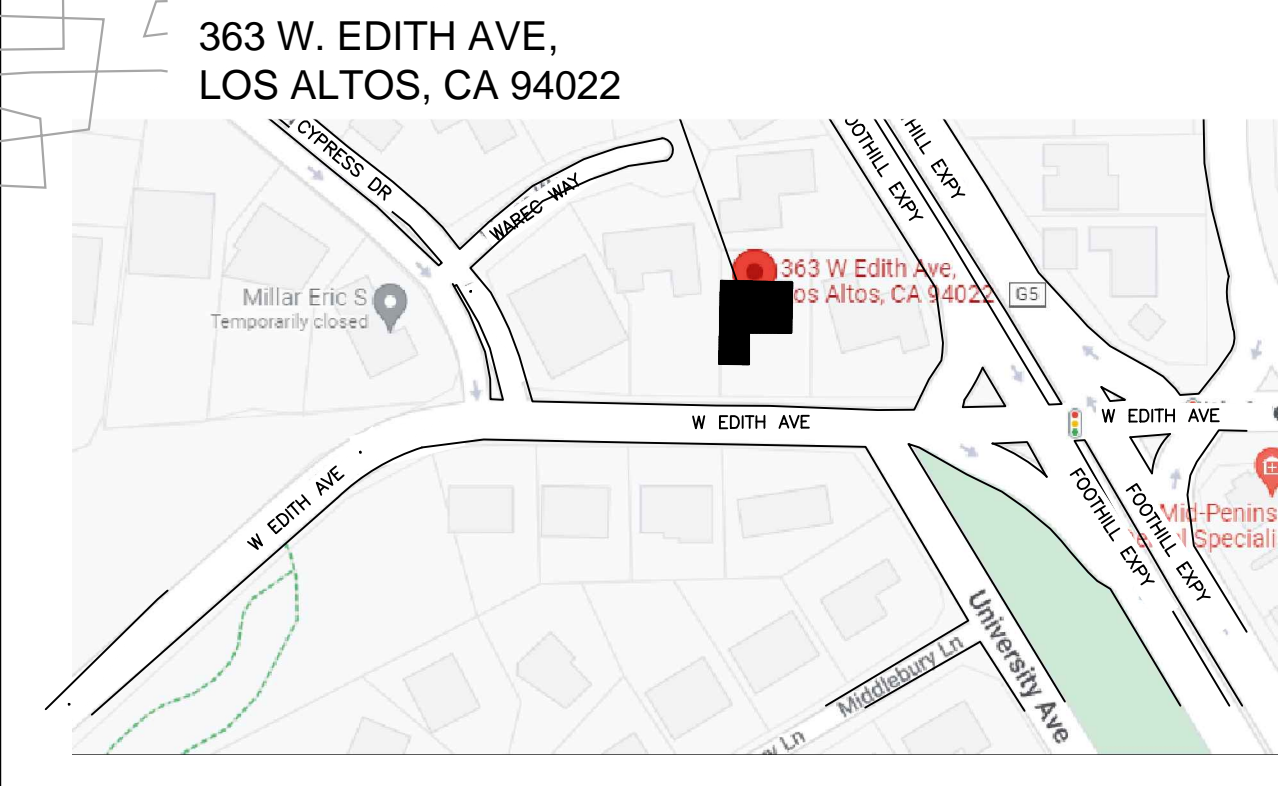 363 W. EDITH AVE,
LOS ALTOS, CA 94022
CYPRESS DR
WAREC WAY
FOOTHILL EXPY
HILL EXPY
363 W Edith Ave,
Los Altos, CA 94022
G5
Millar Eric S
Temporarily closed
W EDITH AVE
W EDITH AVE
W EDITH AVE
FOOTHILL EXPY
FOOTHILL EXPY
Mid-Penins
Speciali
University Ave
Middlebury Ln
Ln